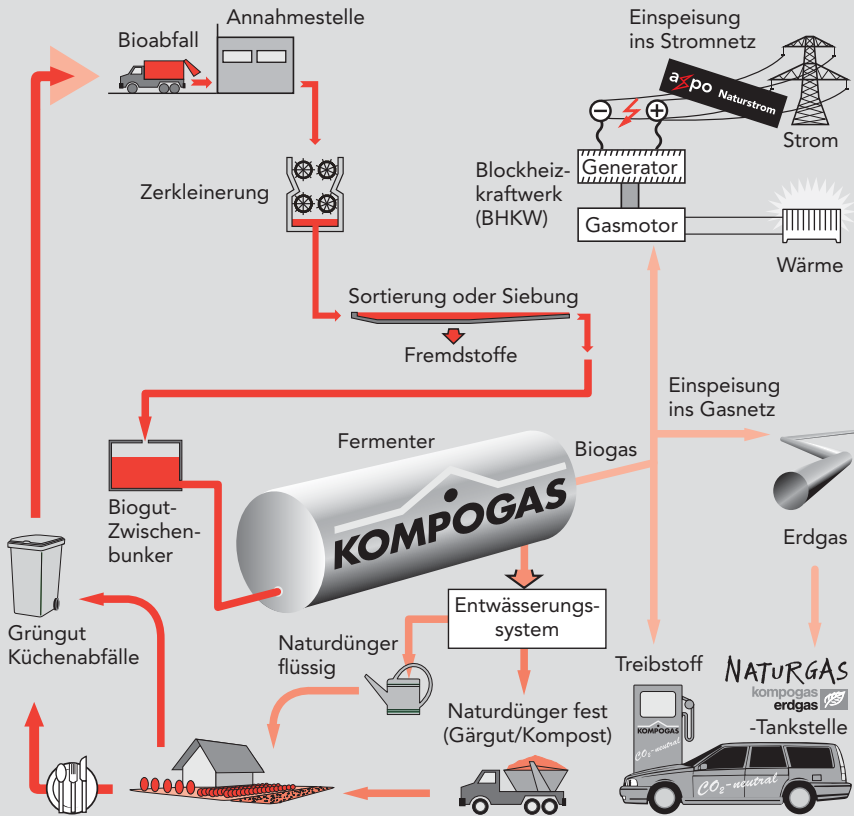 Annahmestelle
Bioabfall
Einspeisung
ins Stromnetz
axpo Naturstrom
− +
Strom
Zerkleinerung
Blockheiz-
kraftwerk
(BHKW)
Generator
Gasmotor
Wärme
Sortierung oder Siebung
Fremdstoffe
Einspeisung
ins Gasnetz
Fermenter
Biogas
KOMPOGAS
Biogut-
Zwischen-
bunker
Erdgas
Entwässerungs-
system
Grüngut
Küchenabfälle
Naturdünger
flüssig
Treibstoff
NATURGAS
kompogas
erdgas
-Tankstelle
Naturdünger fest
(Gärgut/Kompost)
KOMPOGAS
CO₂-neutral
CO₂-neutral